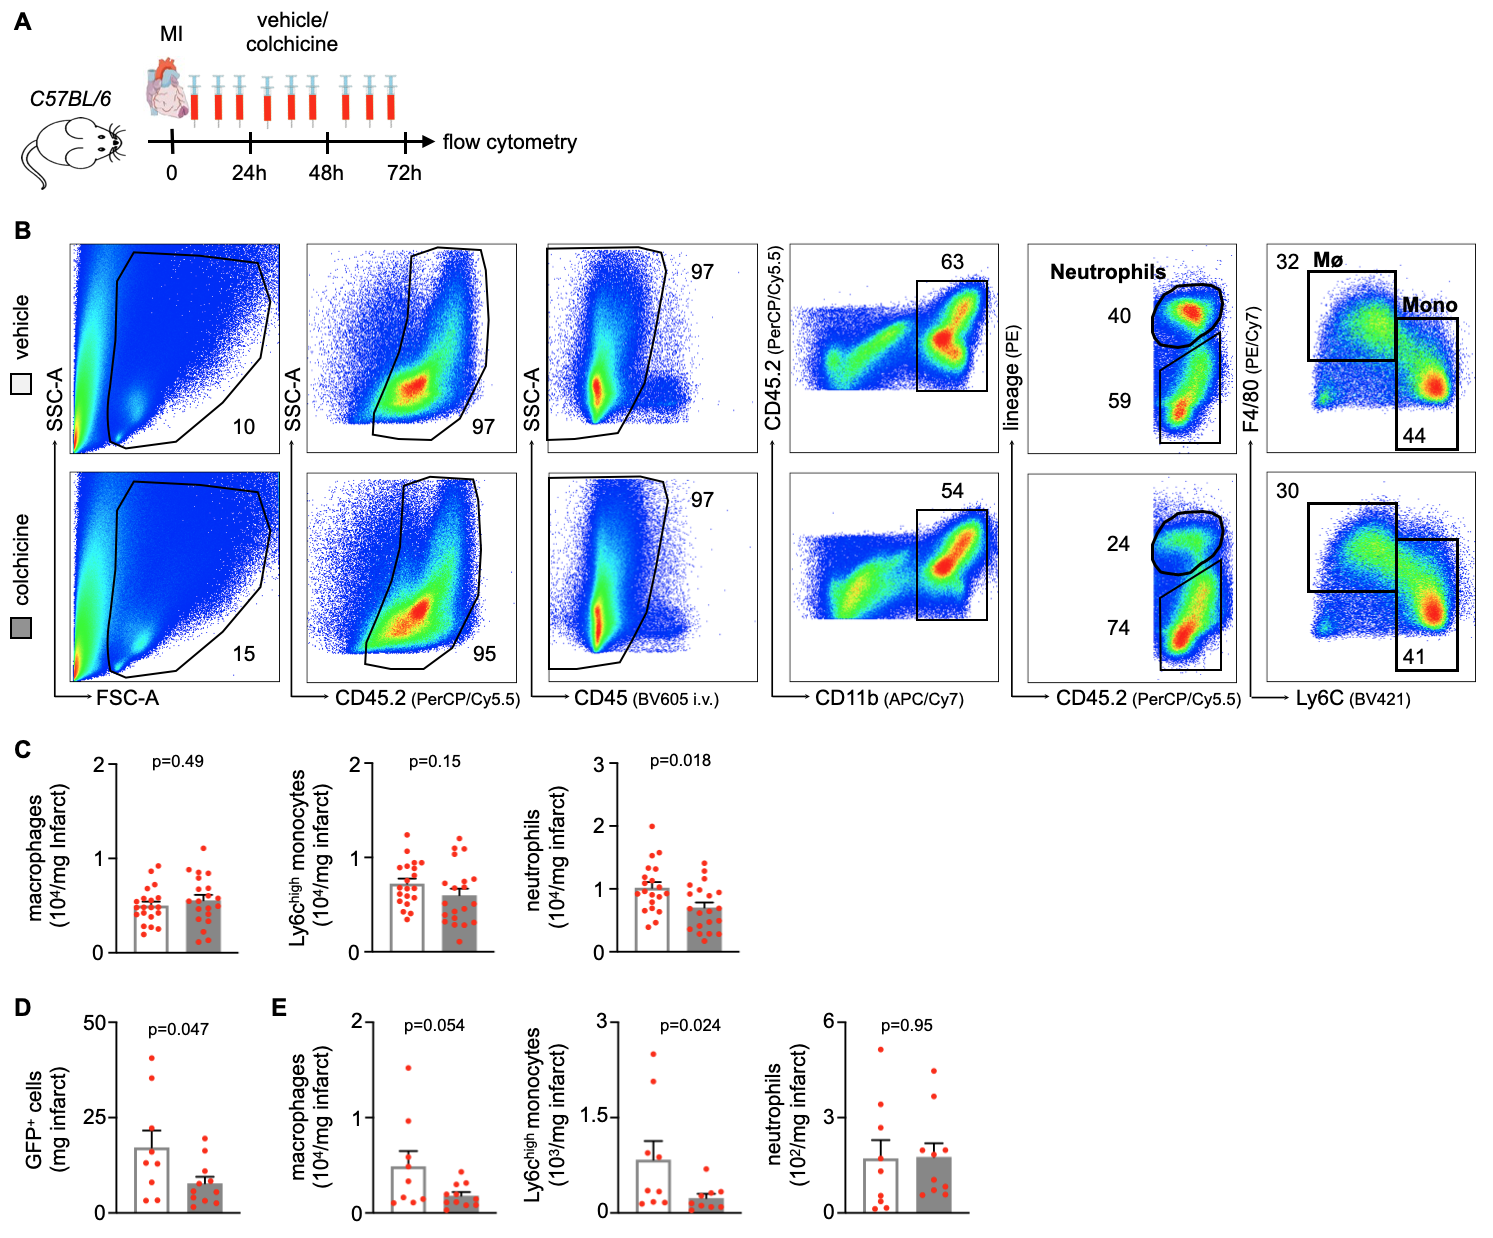 A
MI
vehicle/
colchicine
C57BL/6
flow cytometry
0 24h 48h 72h
B
vehicle
SSC-A
10
SSC-A
97
SSC-A
97
CD45.2 (PerCP/Cy5.5)
63
lineage (PE)
Neutrophils
40
59
F4/80 (PE/Cy7)
32 Mø
Mono
44
colchicine
15
95
97
54
24
74
30
41
FSC-A
CD45.2 (PerCP/Cy5.5)
CD45 (BV605 i.v.)
CD11b (APC/Cy7)
CD45.2 (PerCP/Cy5.5)
Ly6C (BV421)
C
macrophages
(10⁴/mg Infarct)
2
1
0
p=0.49
Ly6cʰⁱᵍʰ monocytes
(10⁴/mg infarct)
2
1
0
p=0.15
neutrophils
(10⁴/mg infarct)
3
2
1
0
p=0.018
D
GFP⁺ cells
(mg infarct)
50
25
0
p=0.047
E
macrophages
(10⁴/mg infarct)
2
1
0
p=0.054
Ly6cʰⁱᵍʰ monocytes
(10³/mg infarct)
3
1.5
0
p=0.024
neutrophils
(10²/mg infarct)
6
3
0
p=0.95